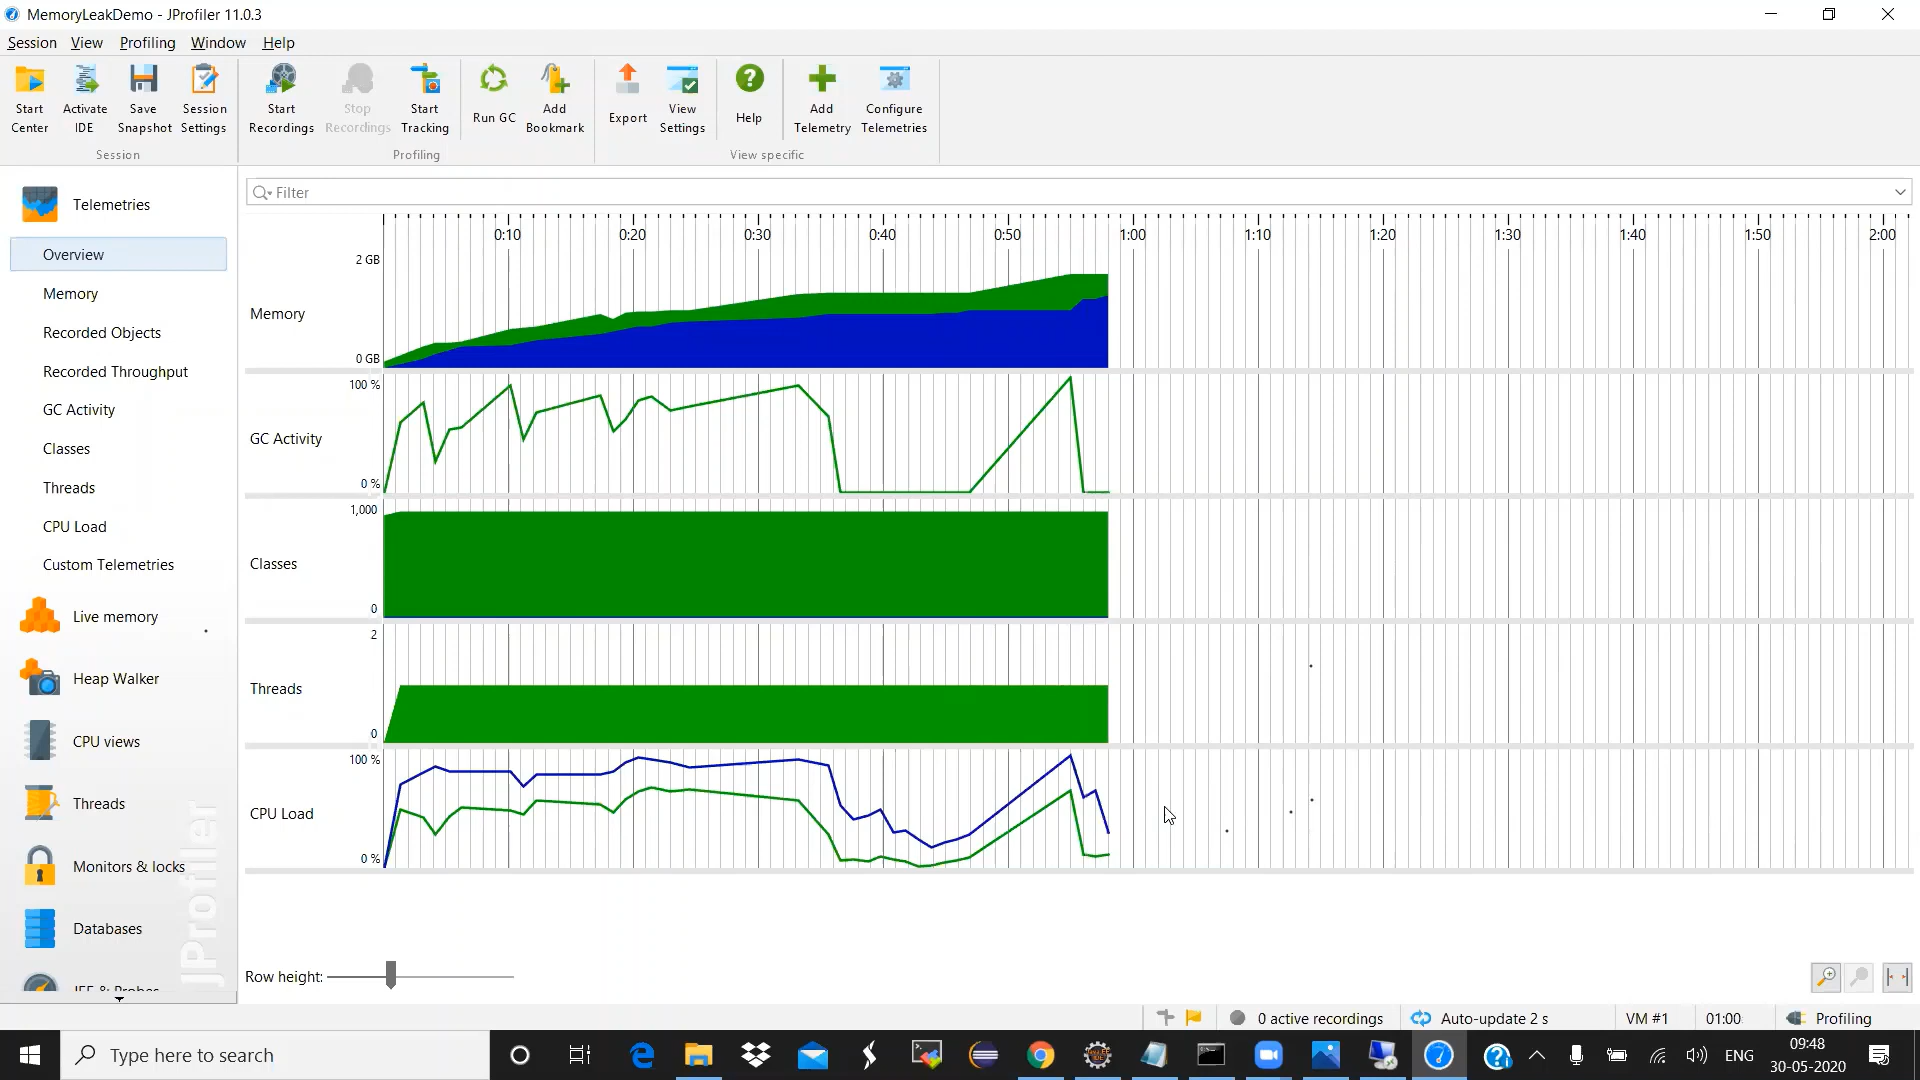 MemoryLeakDemo - JProfiler 11.0.3
Session View Profiling Window Help
Start Center
Activate IDE
Save Snapshot
Session Settings
Start Recordings
Stop Recordings
Start Tracking
Run GC
Add Bookmark
Export
View Settings
Help
Add Telemetry
Configure Telemetries
Session
Profiling
View specific
Telemetries
Overview
Memory
Recorded Objects
Recorded Throughput
GC Activity
Classes
Threads
CPU Load
Custom Telemetries
Live memory
Heap Walker
CPU views
Threads
Monitors & locks
Databases
JEE & Probes
JProfiler
Filter
0:10 0:20 0:30 0:40 0:50 1:00 1:10 1:20 1:30 1:40 1:50 2:00
2 GB
Memory
0 GB
100 %
GC Activity
0 %
1,000
Classes
0
2
Threads
0
100 %
CPU Load
0 %
Row height:
0 active recordings Auto-update 2 s VM #1 01:00 Profiling
Type here to search
ENG
09:48
30-05-2020